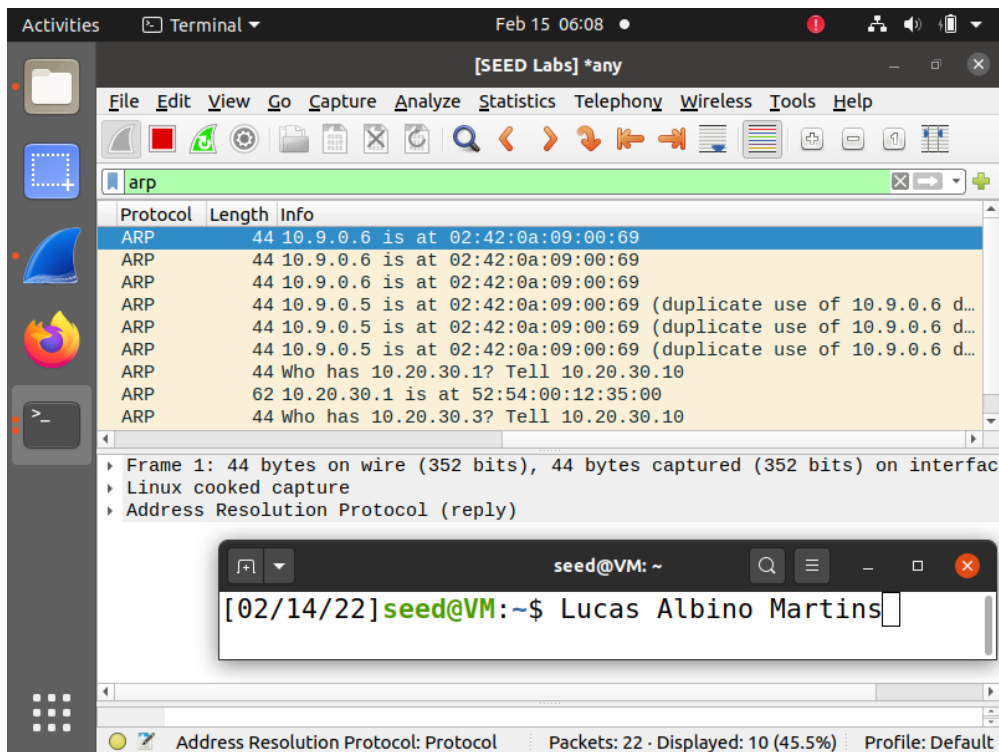 Activities Terminal Feb 15 06:08
[SEED Labs] *any
File Edit View Go Capture Analyze Statistics Telephony Wireless Tools Help
arp
Protocol Length Info
ARP 44 10.9.0.6 is at 02:42:0a:09:00:69
ARP 44 10.9.0.6 is at 02:42:0a:09:00:69
ARP 44 10.9.0.6 is at 02:42:0a:09:00:69
ARP 44 10.9.0.5 is at 02:42:0a:09:00:69 (duplicate use of 10.9.0.6 d…
ARP 44 10.9.0.5 is at 02:42:0a:09:00:69 (duplicate use of 10.9.0.6 d…
ARP 44 10.9.0.5 is at 02:42:0a:09:00:69 (duplicate use of 10.9.0.6 d…
ARP 44 Who has 10.20.30.1? Tell 10.20.30.10
ARP 62 10.20.30.1 is at 52:54:00:12:35:00
ARP 44 Who has 10.20.30.3? Tell 10.20.30.10
Frame 1: 44 bytes on wire (352 bits), 44 bytes captured (352 bits) on interfac
Linux cooked capture
Address Resolution Protocol (reply)
seed@VM: ~
[02/14/22]seed@VM:~$ Lucas Albino Martins
Address Resolution Protocol: Protocol Packets: 22 · Displayed: 10 (45.5%) Profile: Default